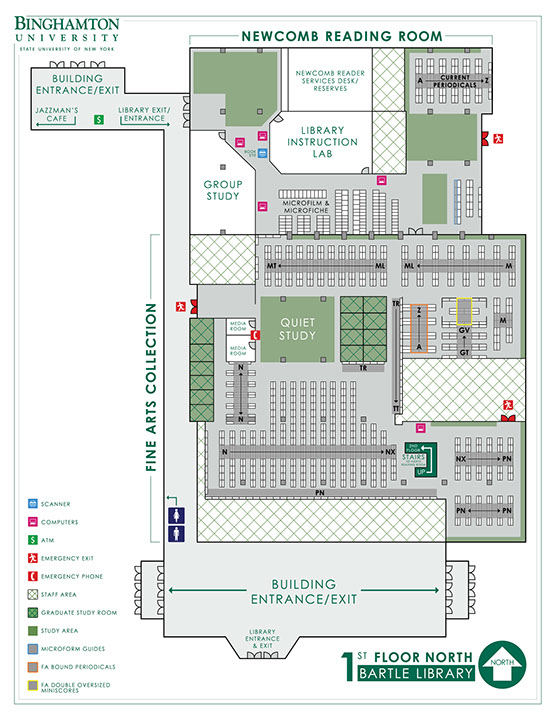 BINGHAMTON
UNIVERSITY
STATE UNIVERSITY OF NEW YORK
NEWCOMB READING ROOM
BUILDING
ENTRANCE/EXIT
JAZZMAN'S
CAFE
$
LIBRARY EXIT/
ENTRANCE
NEWCOMB READER
SERVICES DESK/
RESERVES
A CURRENT Z
PERIODICALS
LIBRARY
INSTRUCTION
LAB
BOOK
EYE
GROUP
STUDY
MICROFILM &
MICROFICHE
MT ML
ML M
FINE ARTS COLLECTION
MEDIA
ROOM
MEDIA
ROOM
QUIET
STUDY
TR
Z
A
GV
GT
M
N
N
TR
TT
N NX
2ND
FLOOR
STAIRS
UP
NX PN
PN PN
PN
BUILDING
ENTRANCE/EXIT
LIBRARY
ENTRANCE
& EXIT
SCANNER
COMPUTERS
$ ATM
EMERGENCY EXIT
EMERGENCY PHONE
STAFF AREA
GRADUATE STUDY ROOM
STUDY AREA
MICROFORM GUIDES
FA BOUND PERIODICALS
FA DOUBLE OVERSIZED
MINISCORES
1ST FLOOR NORTH
BARTLE LIBRARY
NORTH